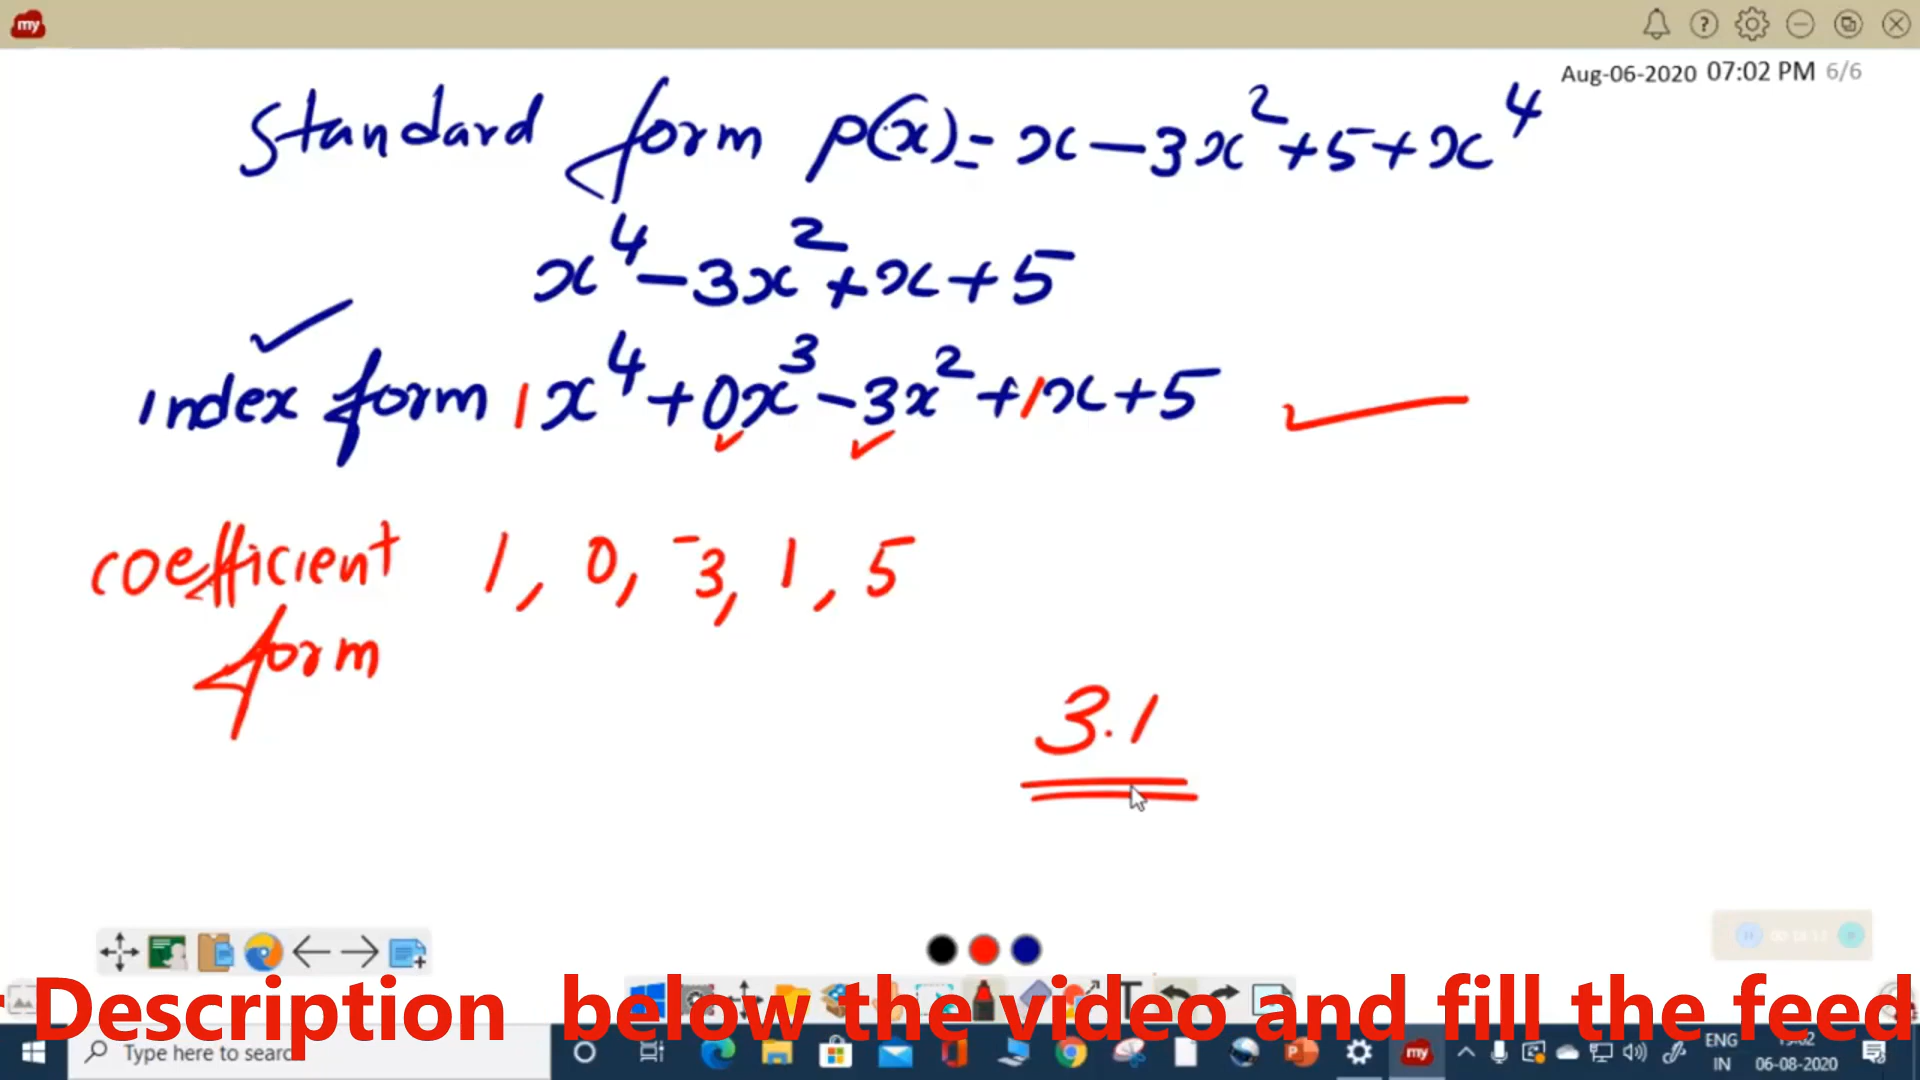 my
Aug-06-2020 07:02 PM 6/6
Standard form p(x)= x-3x²+5+x⁴
x⁴-3x²+x+5
index form 1x⁴+0x³-3x²+1x+5
coefficient 1, 0, -3, 1, 5
form
3.1
Description below the video and fill the feed
Type here to searc
ENG
IN
06-08-2020